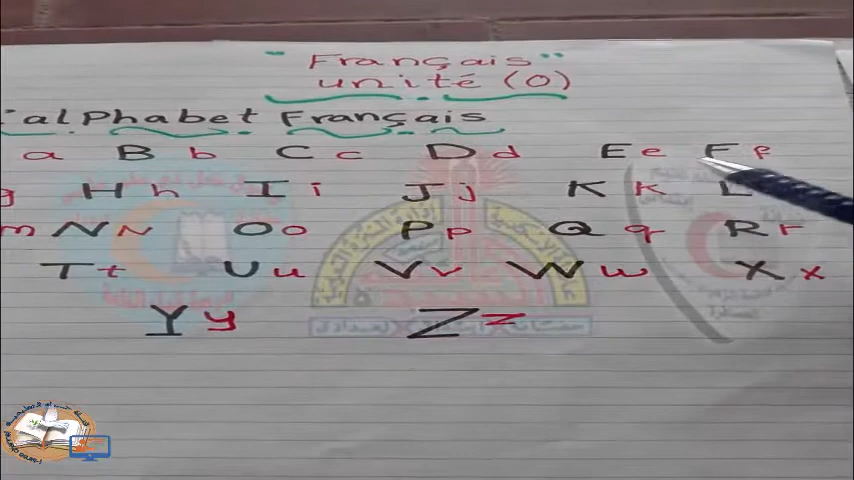 " Français "
unité (0)
l'alphabet Français
a B b C c D d E e F f
g H h I i J j K k L
m N n O o P p Q q R r
T t U u V v W w X x
Y y Z z